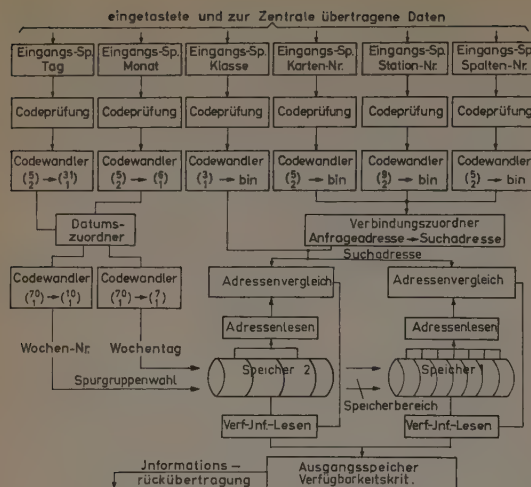 eingetastete und zur Zentrale übertragene Daten
Eingangs-Sp. Tag
Eingangs-Sp. Monat
Eingangs-Sp. Klasse
Eingangs-Sp. Karten-Nr.
Eingangs-Sp. Station-Nr.
Eingangs-Sp. Spalten-Nr.
Codeprüfung
Codeprüfung
Codeprüfung
Codeprüfung
Codeprüfung
Codeprüfung
Codewandler
(5/2) → (31/1)
Codewandler
(5/2) → (6/1)
Codewandler
(3/1) → bin
Codewandler
(5/2) → bin
Codewandler
(9/2) → bin
Codewandler
(5/2) → bin
Datums-
zuordner
Verbindungszuordner
Anfrageadresse → Suchadresse
Suchadresse
Codewandler
(70/1) → (10/1)
Codewandler
(70/1) → (7/1)
Adressenvergleich
Adressenvergleich
Adressenlesen
Adressenlesen
Wochen-Nr.
Wochentag
Spurgruppenwahl
Speicher 2
Speicher 1
Speicherbereich
Verf-Jnf.-Lesen
Verf-Jnf.-Lesen
Jnformations –
rückübertragung
Ausgangsspeicher
Verfügbarkeitskrit.